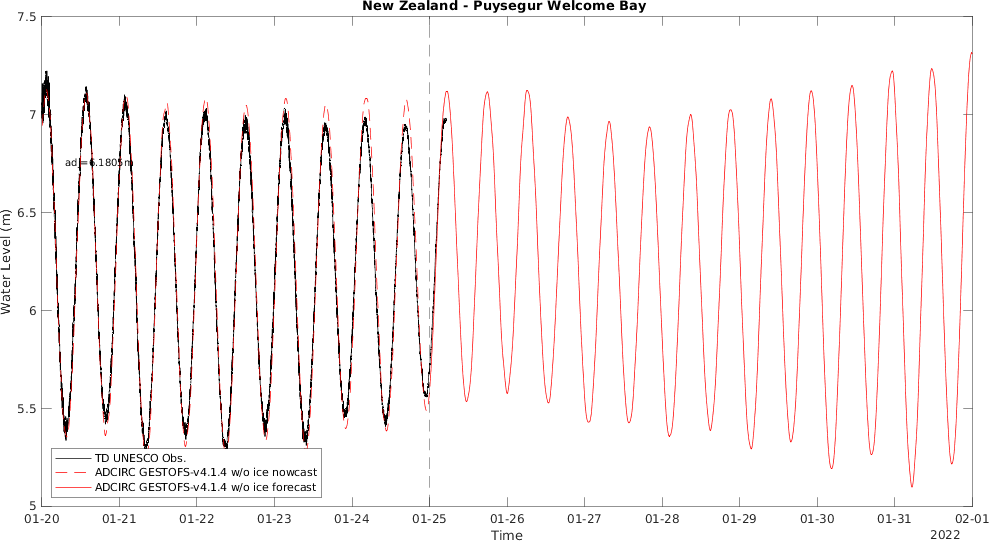 New Zealand - Puysegur Welcome Bay
7.5
7
6.5
6
5.5
5
Water Level (m)
adj=6.1805m
TD UNESCO Obs.
ADCIRC GESTOFS-v4.1.4 w/o ice nowcast
ADCIRC GESTOFS-v4.1.4 w/o ice forecast
01-20 01-21 01-22 01-23 01-24 01-25 01-26 01-27 01-28 01-29 01-30 01-31 02-01
Time
2022